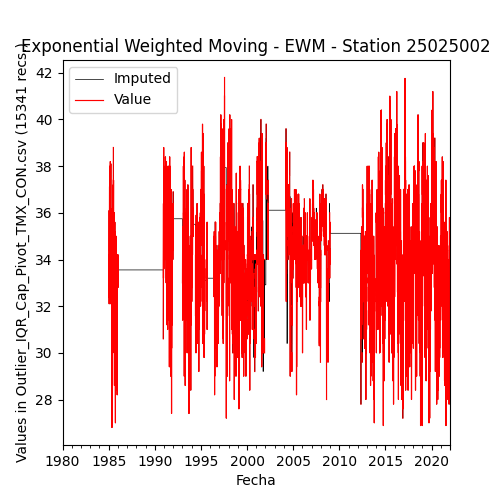 Exponential Weighted Moving - EWM - Station 25025002
Values in Outlier_IQR_Cap_Pivot_TMX_CON.csv (15341 recs.)
Imputed
Value
42
40
38
36
34
32
30
28
1980 1985 1990 1995 2000 2005 2010 2015 2020
Fecha